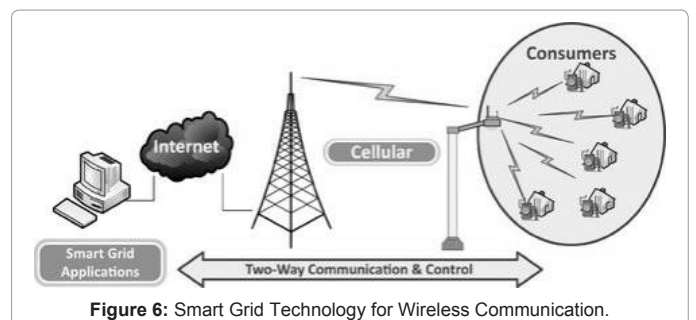 Consumers
Internet
Cellular
Smart Grid
Applications
Two-Way Communication & Control
Figure 6: Smart Grid Technology for Wireless Communication.